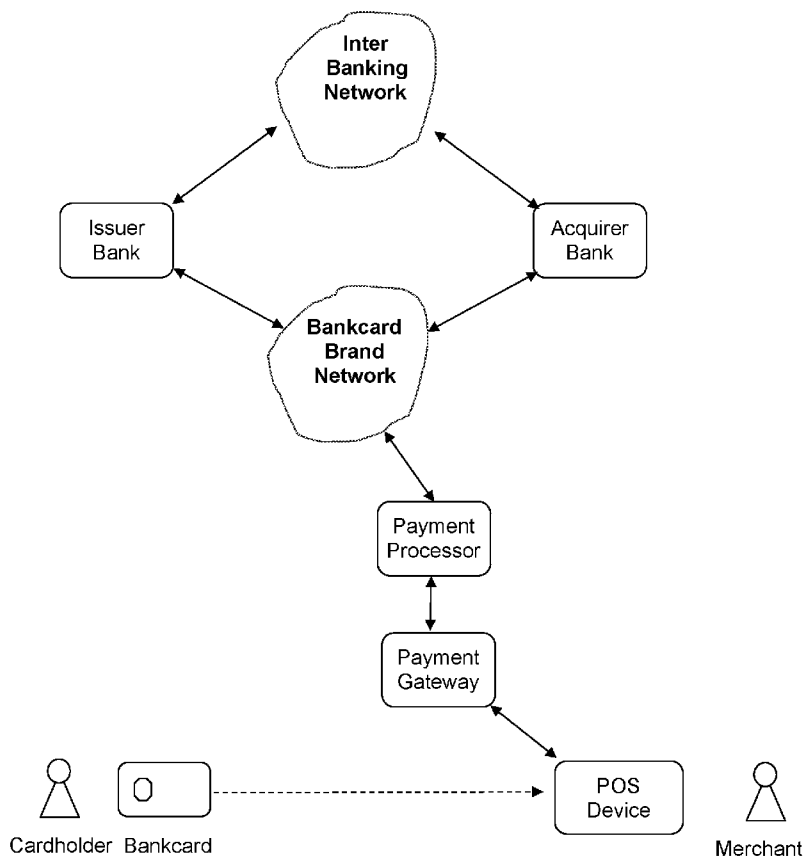 Inter
Banking
Network
Issuer
Bank
Acquirer
Bank
Bankcard
Brand
Network
Payment
Processor
Payment
Gateway
POS
Device
Cardholder
Bankcard
Merchant